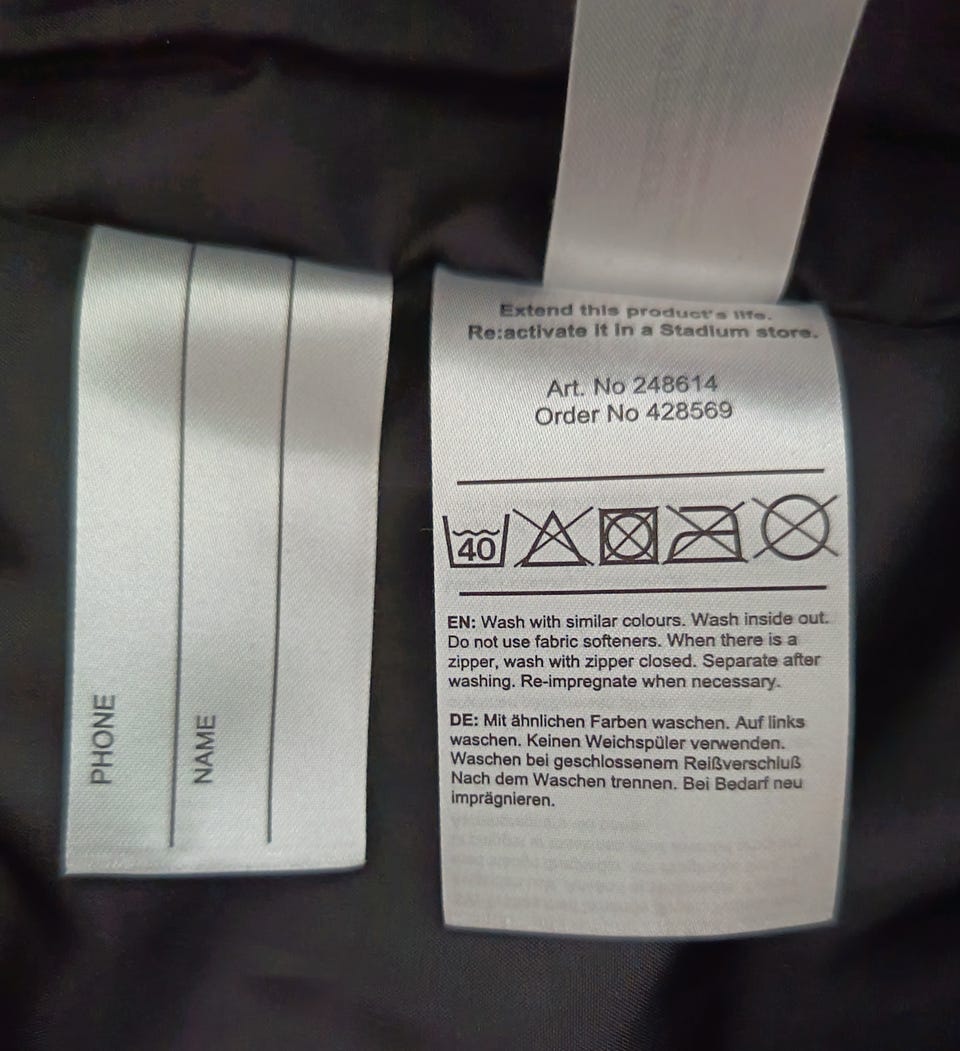 PHONE
NAME
Extend this product's life.
Re:activate it in a Stadium store.
Art. No 248614
Order No 428569
40
EN: Wash with similar colours. Wash inside out.
Do not use fabric softeners. When there is a
zipper, wash with zipper closed. Separate after
washing. Re-impregnate when necessary.
DE: Mit ähnlichen Farben waschen. Auf links
waschen. Keinen Weichspüler verwenden.
Waschen bei geschlossenem Reißverschluß
Nach dem Waschen trennen. Bei Bedarf neu
imprägnieren.